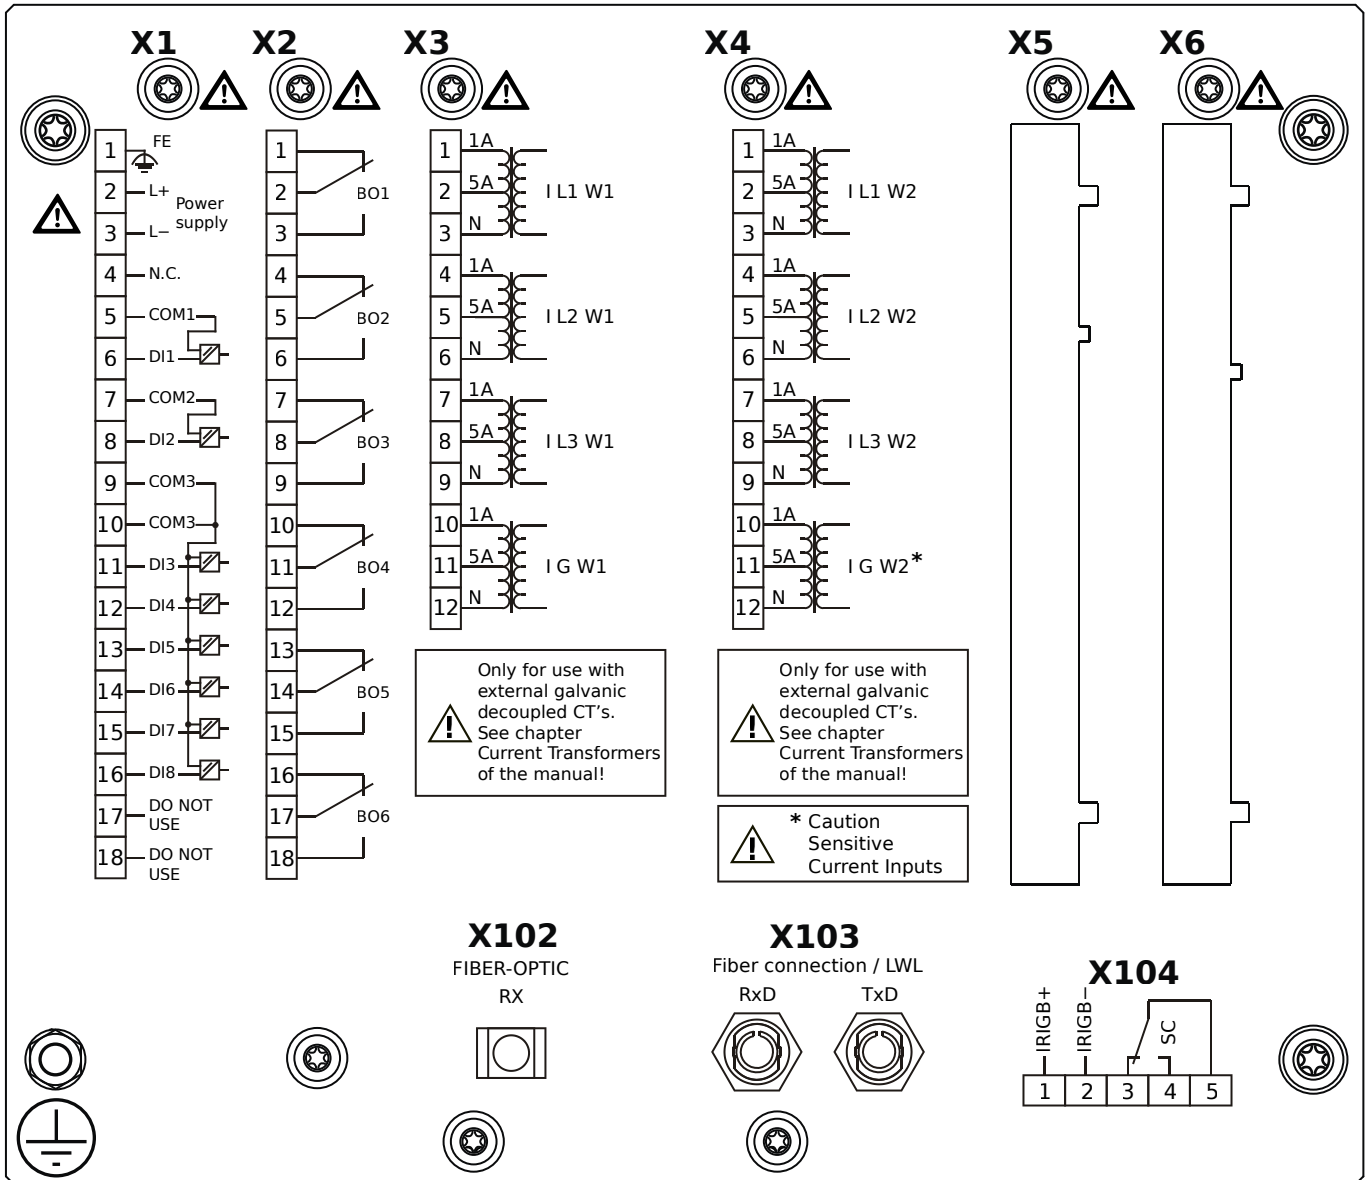 X1
X2
X3
X4
X5
X6
1
FE
2
L+
Power
supply
3
L−
4
N.C.
5
COM1
6
DI1
7
COM2
8
DI2
9
COM3
10
COM3
11
DI3
12
DI4
13
DI5
14
DI6
15
DI7
16
DI8
17
DO NOT
USE
18
DO NOT
USE
1
2
BO1
3
4
5
BO2
6
7
8
BO3
9
10
11
BO4
12
13
14
BO5
15
16
17
BO6
18
1
1A
2
5A
I L1 W1
3
N
4
1A
5
5A
I L2 W1
6
N
7
1A
8
5A
I L3 W1
9
N
10
1A
11
5A
I G W1
12
N
Only for use with
external galvanic
decoupled CT's.
See chapter
Current Transformers
of the manual!
1
1A
2
5A
I L1 W2
3
N
4
1A
5
5A
I L2 W2
6
N
7
1A
8
5A
I L3 W2
9
N
10
1A
11
5A
I G W2*
12
N
Only for use with
external galvanic
decoupled CT's.
See chapter
Current Transformers
of the manual!
* Caution
Sensitive
Current Inputs
X102
FIBER-OPTIC
RX
X103
Fiber connection / LWL
RxD
TxD
X104
IRIGB+
IRIGB−
SC
1 2 3 4 5